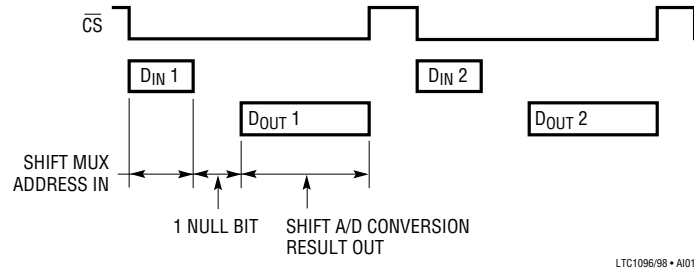 CS
DIN 1
DIN 2
DOUT 1
DOUT 2
SHIFT MUX
ADDRESS IN
1 NULL BIT
SHIFT A/D CONVERSION
RESULT OUT
LTC1096/98 • AI01